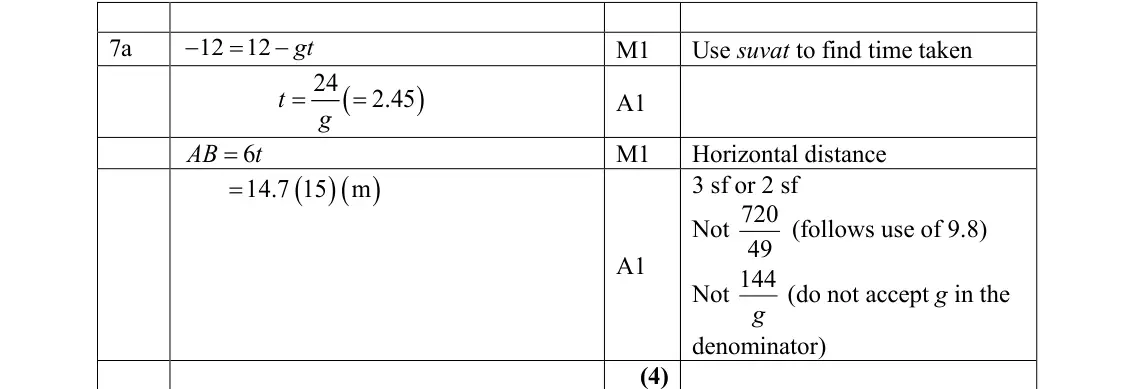 7a −12 = 12 − gt M1 Use suvat to find time taken
t = 24/g (= 2.45) A1
AB = 6t M1 Horizontal distance
= 14.7 (15) (m) A1 3 sf or 2 sf
Not 720/49 (follows use of 9.8)
Not 144/g (do not accept g in the
denominator)
(4)